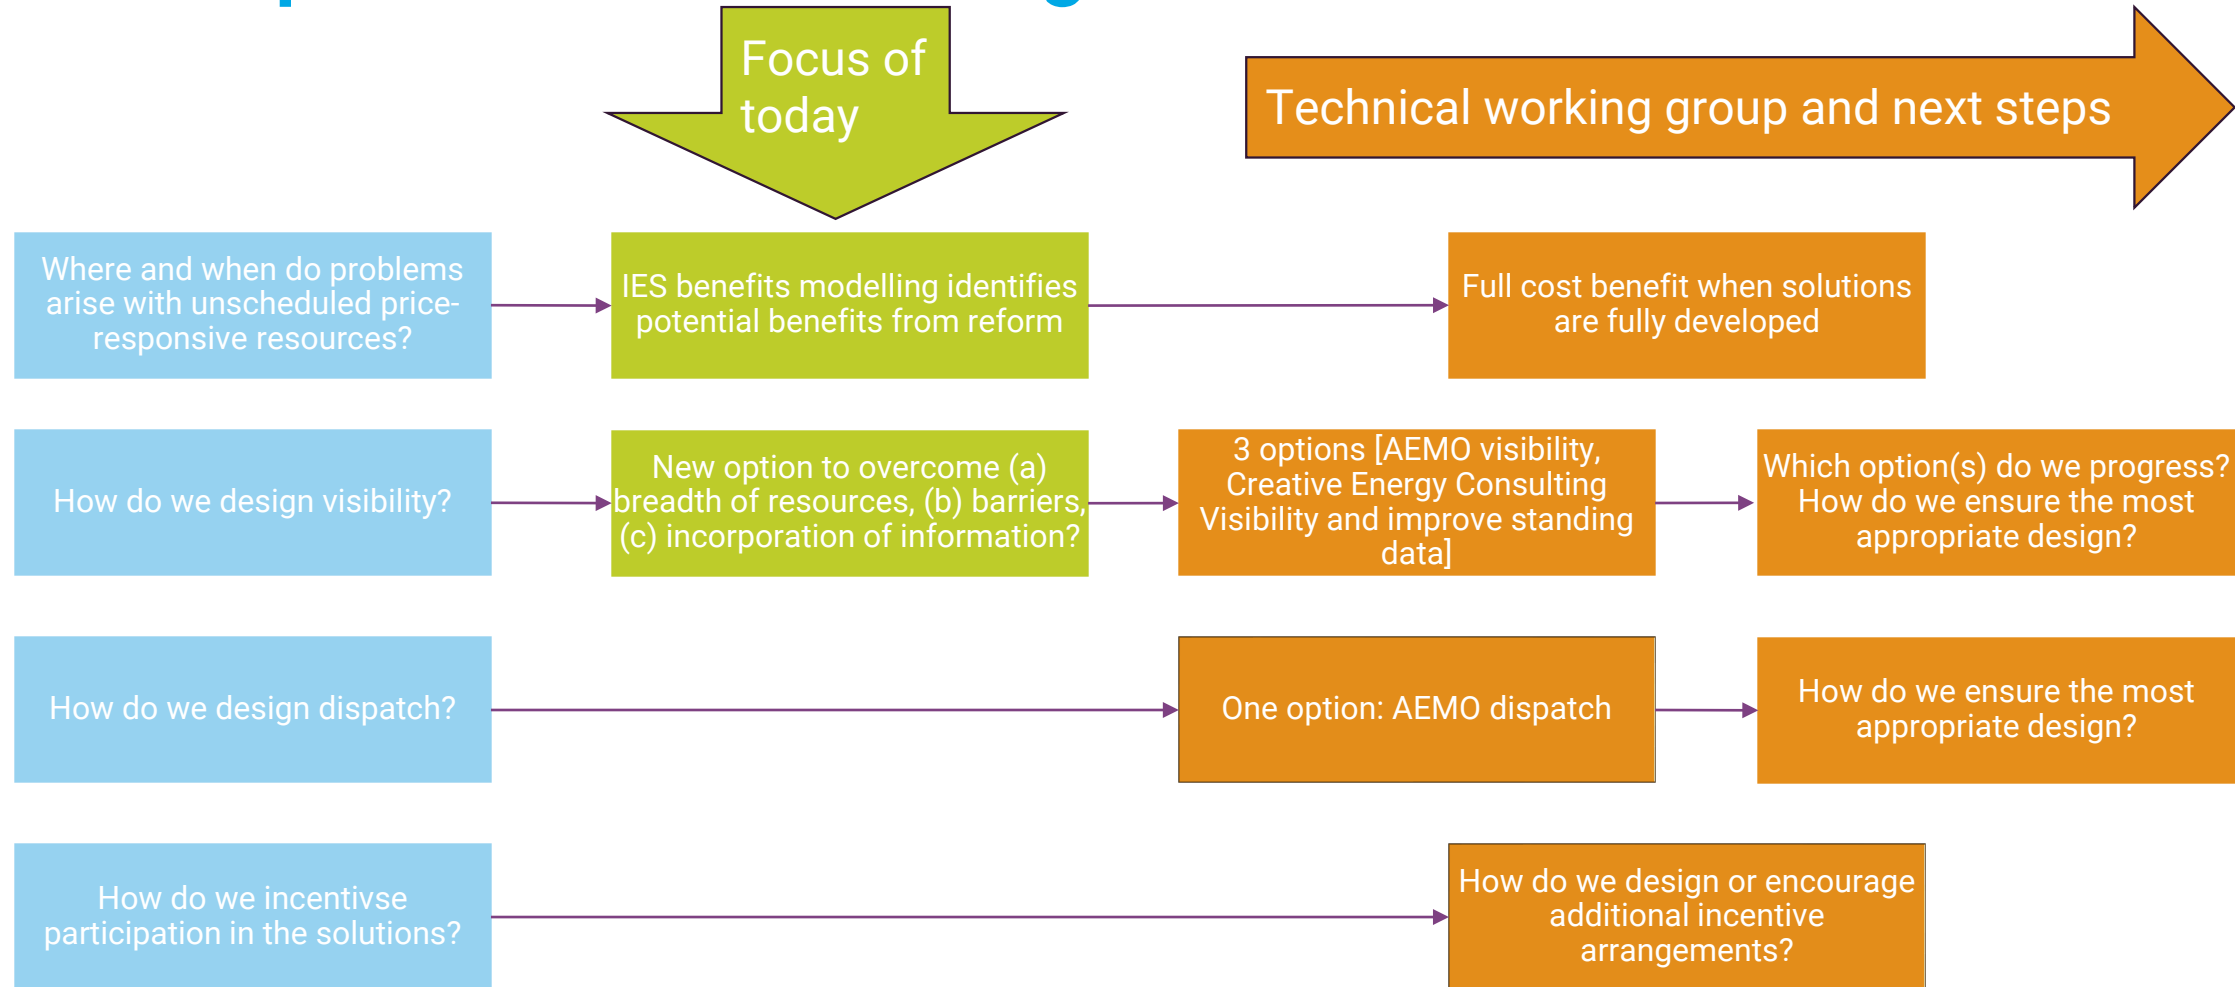 Focus of
today
Technical working group and next steps
Where and when do problems
arise with unscheduled price-
responsive resources?
IES benefits modelling identifies
potential benefits from reform
Full cost benefit when solutions
are fully developed
How do we design visibility?
New option to overcome (a)
breadth of resources, (b) barriers,
(c) incorporation of information?
3 options [AEMO visibility,
Creative Energy Consulting
Visibility and improve standing
data]
Which option(s) do we progress?
How do we ensure the most
appropriate design?
How do we design dispatch?
One option: AEMO dispatch
How do we ensure the most
appropriate design?
How do we incentivse
participation in the solutions?
How do we design or encourage
additional incentive
arrangements?